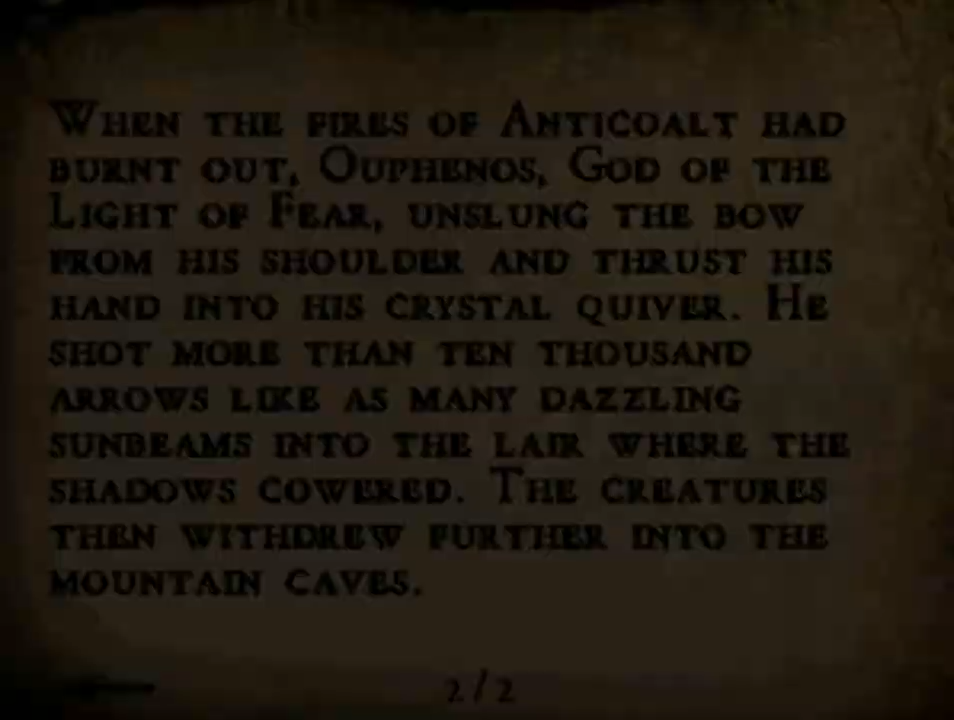 When the fires of Anticoalt had
burnt out, Ouphenos, God of the
Light of Fear, unslung the bow
from his shoulder and thrust his
hand into his crystal quiver. He
shot more than ten thousand
arrows like as many dazzling
sunbeams into the lair where the
shadows cowered. The creatures
then withdrew further into the
mountain caves.
2/2